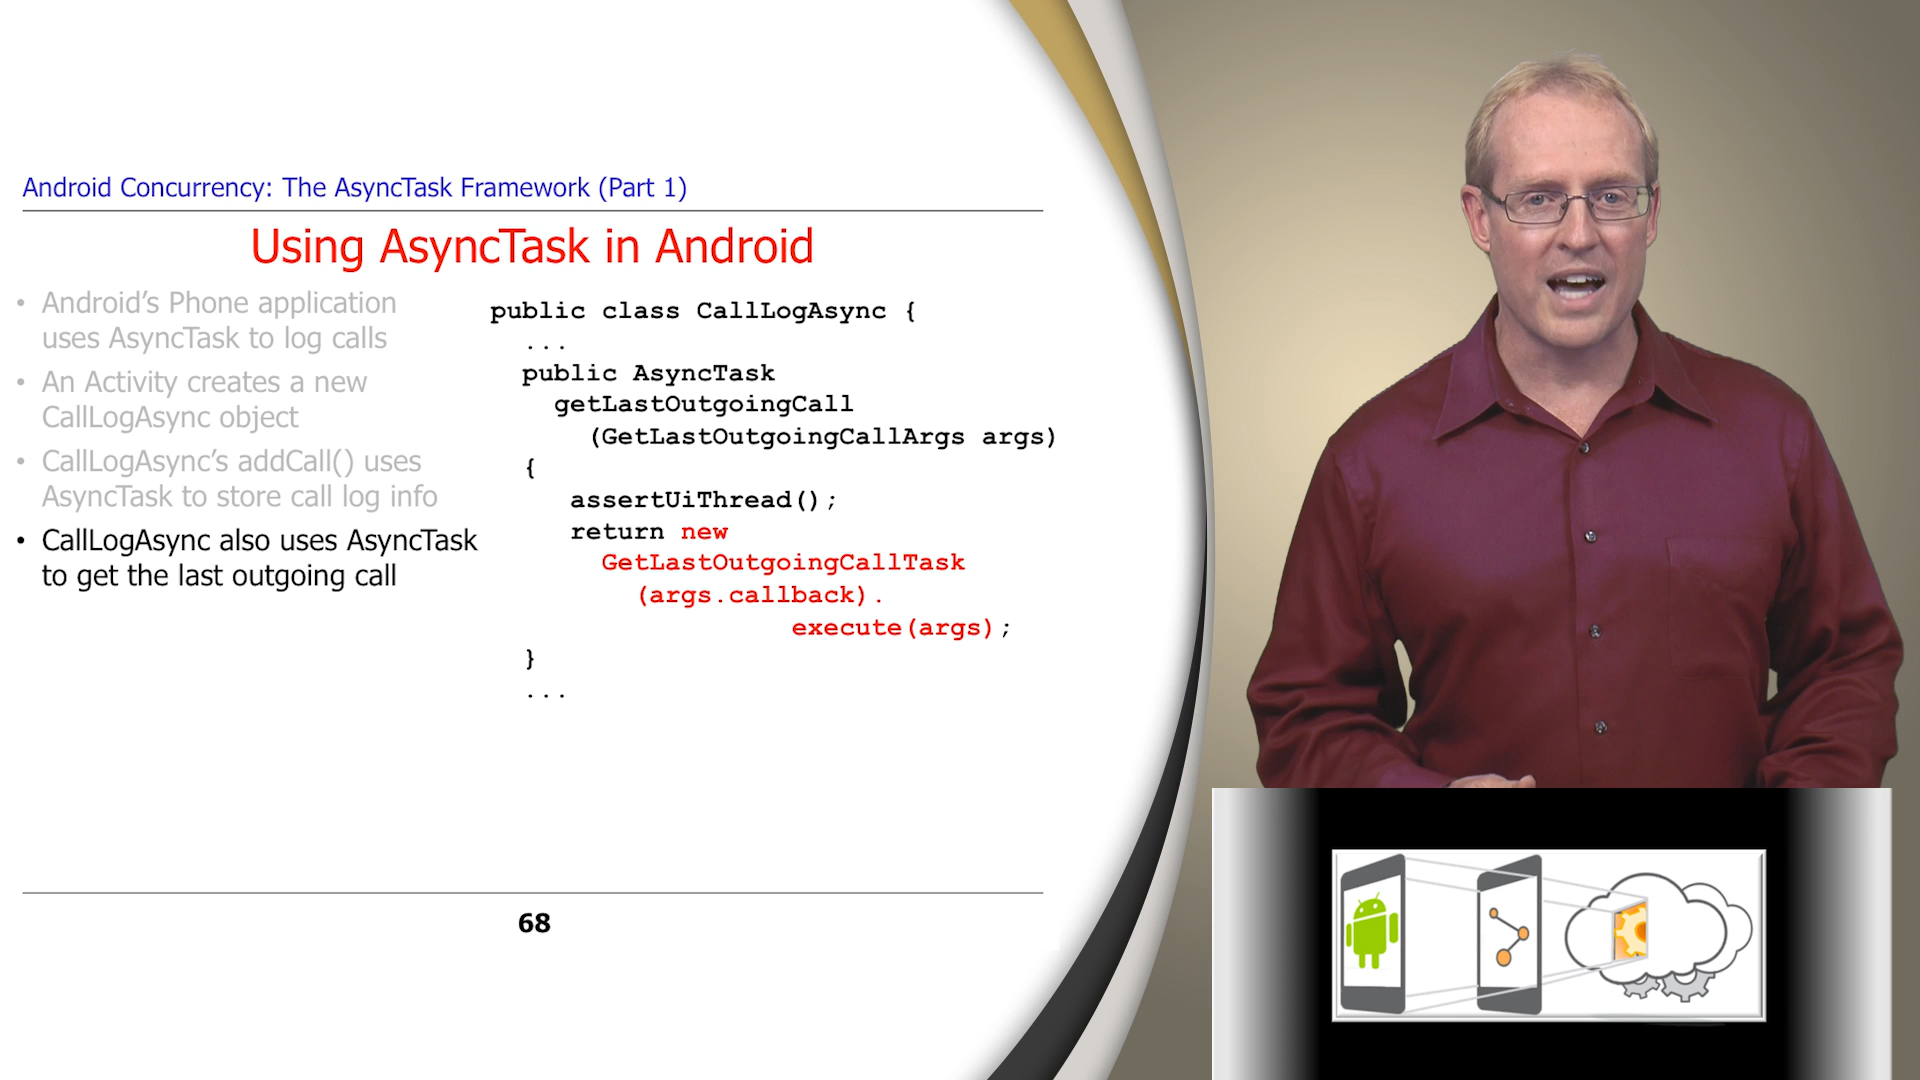 Android Concurrency: The AsyncTask Framework (Part 1)
Using AsyncTask in Android
• Android’s Phone application
uses AsyncTask to log calls
• An Activity creates a new
CallLogAsync object
• CallLogAsync’s addCall() uses
AsyncTask to store call log info
• CallLogAsync also uses AsyncTask
to get the last outgoing call
public class CallLogAsync {
...
public AsyncTask
getLastOutgoingCall
(GetLastOutgoingCallArgs args)
{
assertUiThread();
return new
GetLastOutgoingCallTask
(args.callback).
execute(args);
}
...
68